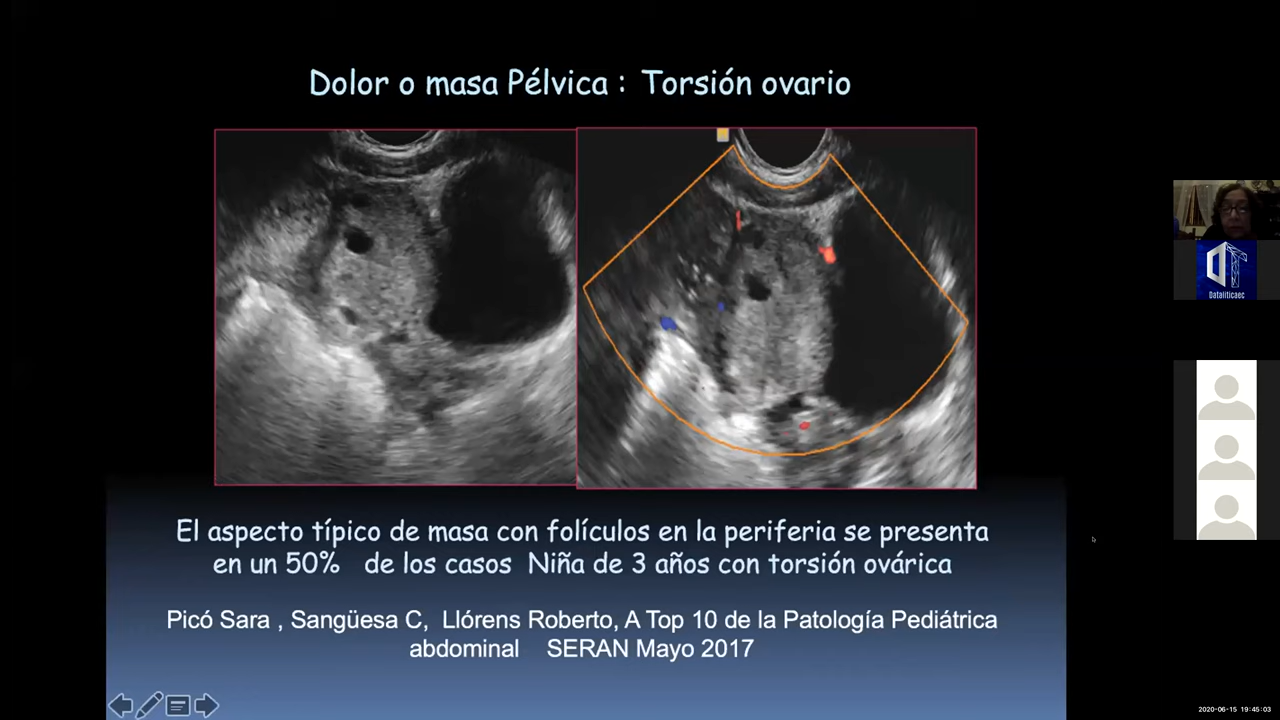 Dolor o masa Pélvica : Torsión ovario
El aspecto típico de masa con folículos en la periferia se presenta
en un 50% de los casos Niña de 3 años con torsión ovárica
Picó Sara , Sangüesa C, Llórens Roberto, A Top 10 de la Patología Pediátrica
abdominal SERAN Mayo 2017
Dataliticaec
2020-06-15 19:45:03